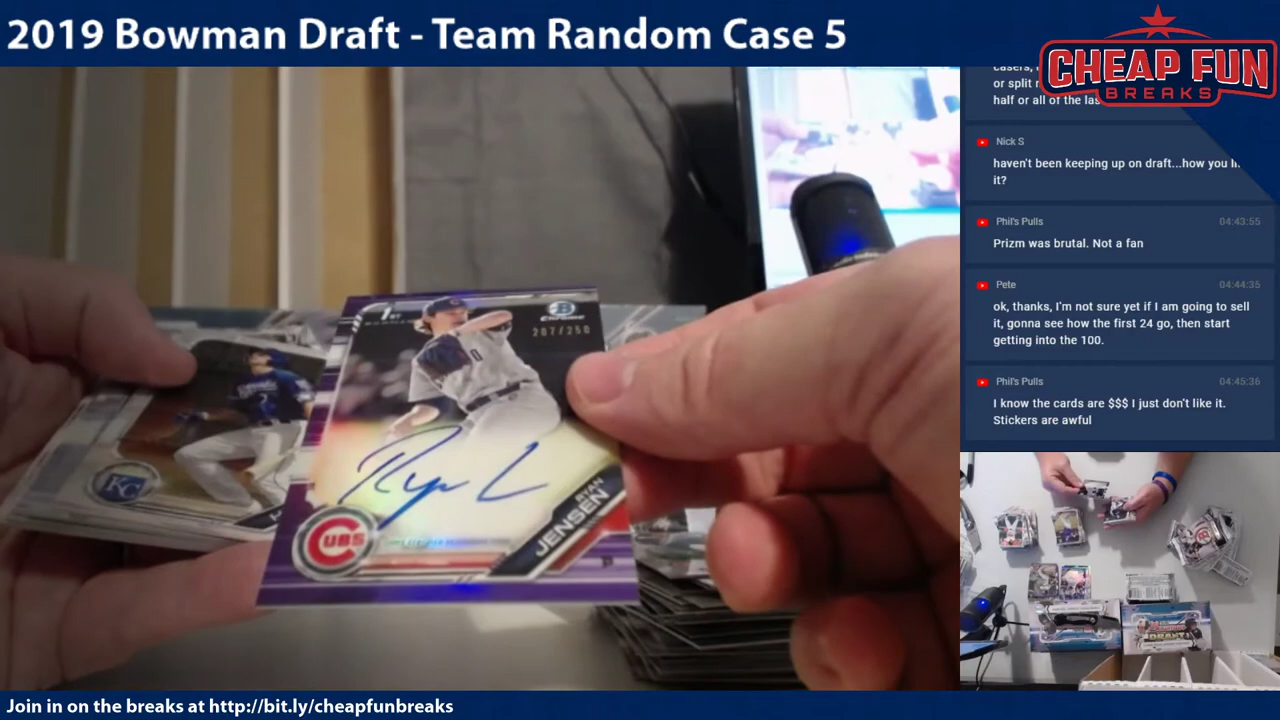 2019 Bowman Draft - Team Random Case 5
CHEAP FUN
BREAKS
or split
half or all of the las
Nick S
haven't been keeping up on draft...how you
it?
Phil's Pulls 04:43:55
Prizm was brutal. Not a fan
Pete 04:44:35
ok, thanks, I'm not sure yet if I am going to sell
it, gonna see how the first 24 go, then start
getting into the 100.
Phil's Pulls 04:45:36
I know the cards are $$$ I just don't like it.
Stickers are awful
1ST
CHROME
207/250
KC
CUBS
RYAN
JENSEN
DRAFT
Join in on the breaks at http://bit.ly/cheapfunbreaks